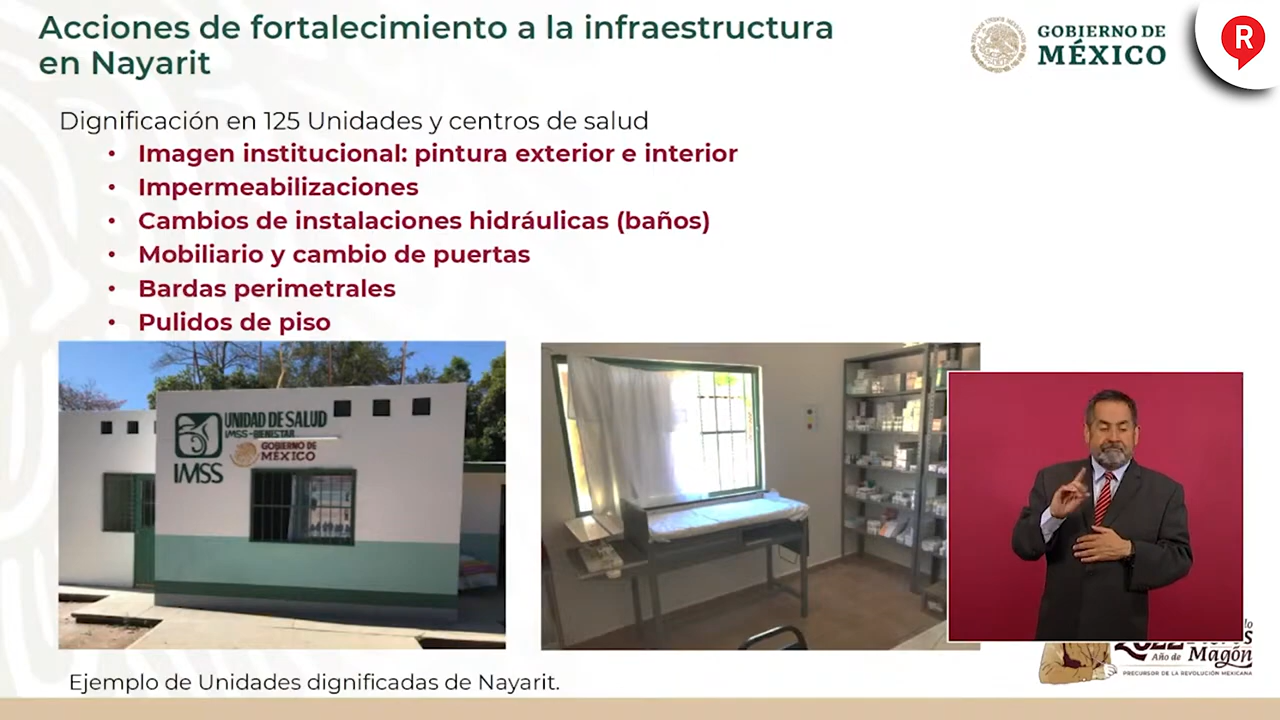 Acciones de fortalecimiento a la infraestructura
en Nayarit
GOBIERNO DE
MÉXICO
R
Dignificación en 125 Unidades y centros de salud
• Imagen institucional: pintura exterior e interior
• Impermeabilizaciones
• Cambios de instalaciones hidráulicas (baños)
• Mobiliario y cambio de puertas
• Bardas perimetrales
• Pulidos de piso
UNIDAD DE SALUD
IMSS-BIENESTAR
GOBIERNO DE
MÉXICO
IMSS
Año de Magón
PRECURSOR DE LA REVOLUCIÓN MEXICANA
Ejemplo de Unidades dignificadas de Nayarit.